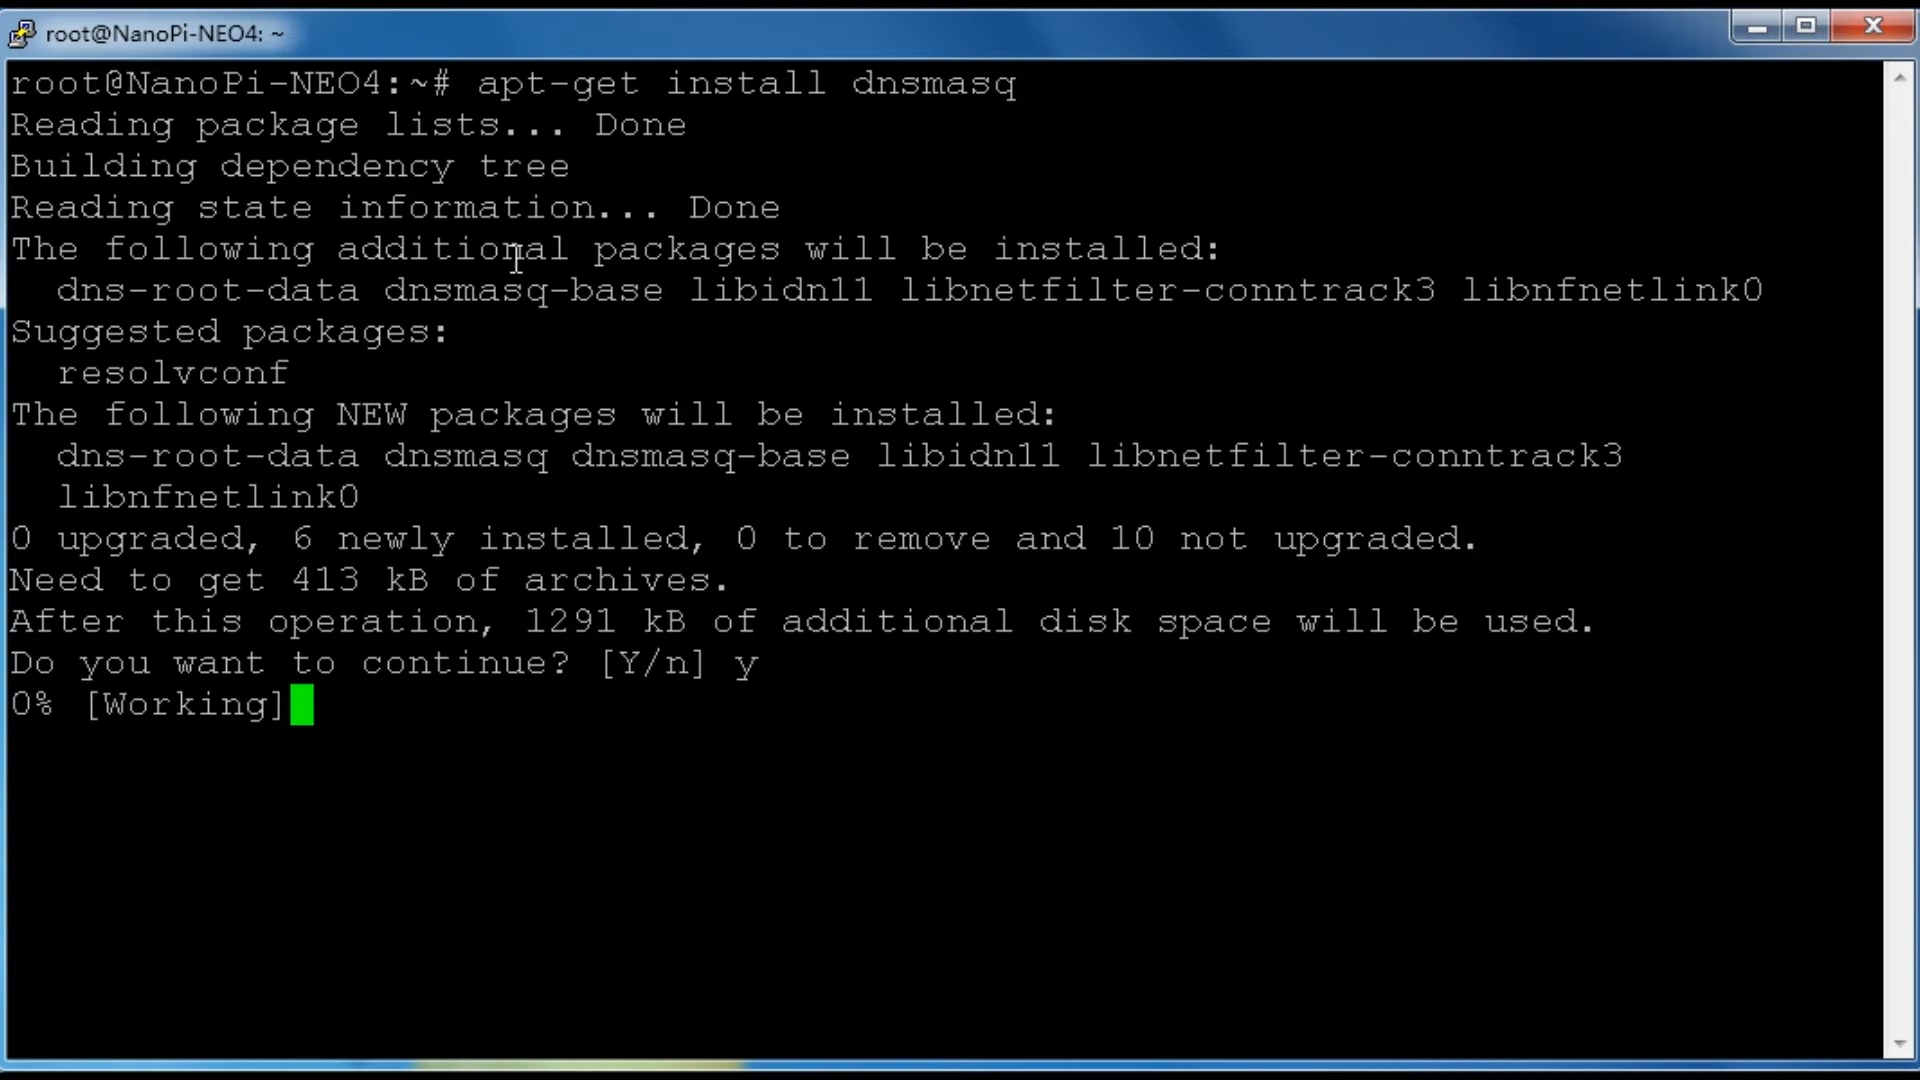 root@NanoPi-NEO4: ~
root@NanoPi-NEO4:~# apt-get install dnsmasq
Reading package lists... Done
Building dependency tree
Reading state information... Done
The following additional packages will be installed:
  dns-root-data dnsmasq-base libidn11 libnetfilter-conntrack3 libnfnetlink0
Suggested packages:
  resolvconf
The following NEW packages will be installed:
  dns-root-data dnsmasq dnsmasq-base libidn11 libnetfilter-conntrack3
  libnfnetlink0
0 upgraded, 6 newly installed, 0 to remove and 10 not upgraded.
Need to get 413 kB of archives.
After this operation, 1291 kB of additional disk space will be used.
Do you want to continue? [Y/n] y
0% [Working]